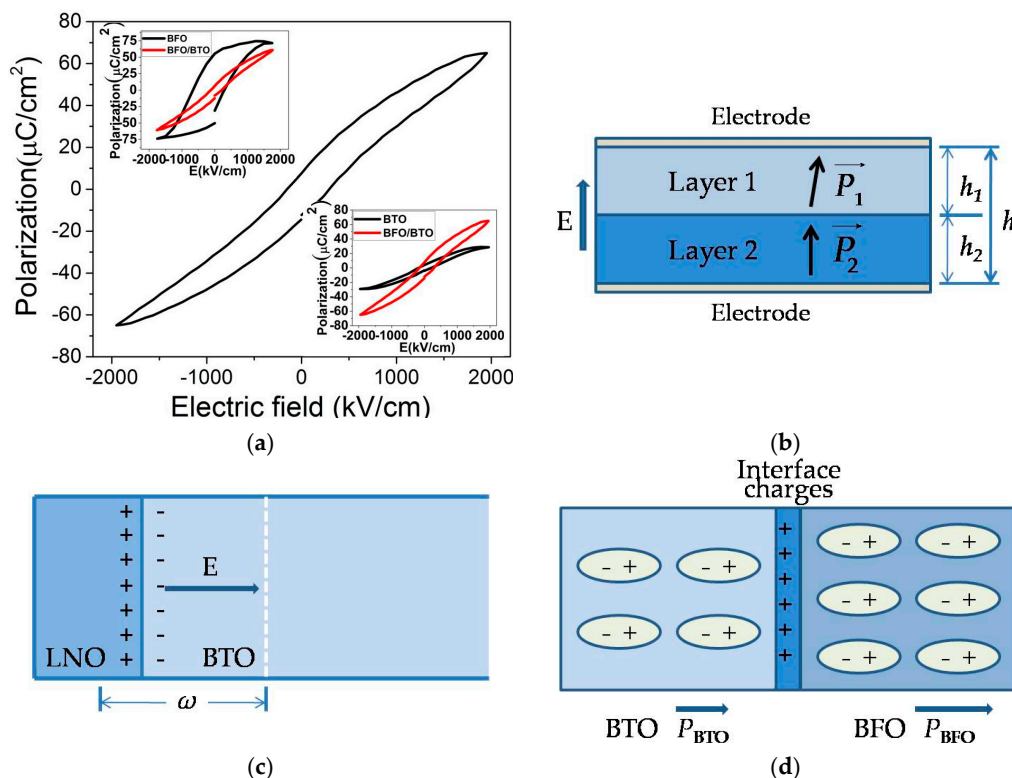 80
60
40
20
0
-20
-40
-60
-80
Polarization(μC/cm²)
-2000 -1000 0 1000 2000
Electric field (kV/cm)
BFO
BFO/BTO
75
50
25
0
-25
-50
-75
Polarization(μC/cm²)
-2000 -1000 0 1000 2000
E(kV/cm)
BTO
BFO/BTO
80
60
40
20
0
-20
-40
-60
-80
Polarization(μC/cm²)
-2000 -1000 0 1000 2000
E(kV/cm)
(a)
Electrode
E
Layer 1 P₁ h₁
h
Layer 2 P₂ h₂
Electrode
(b)
+ -
+ -
+ -
+ -
+ -
+ -
+ -
E
LNO BTO
ω
(c)
Interface
charges
- + - +
- + - +
+
+
+
+
+
+
- + - +
- + - +
- + - +
BTO P_BTO BFO P_BFO
(d)